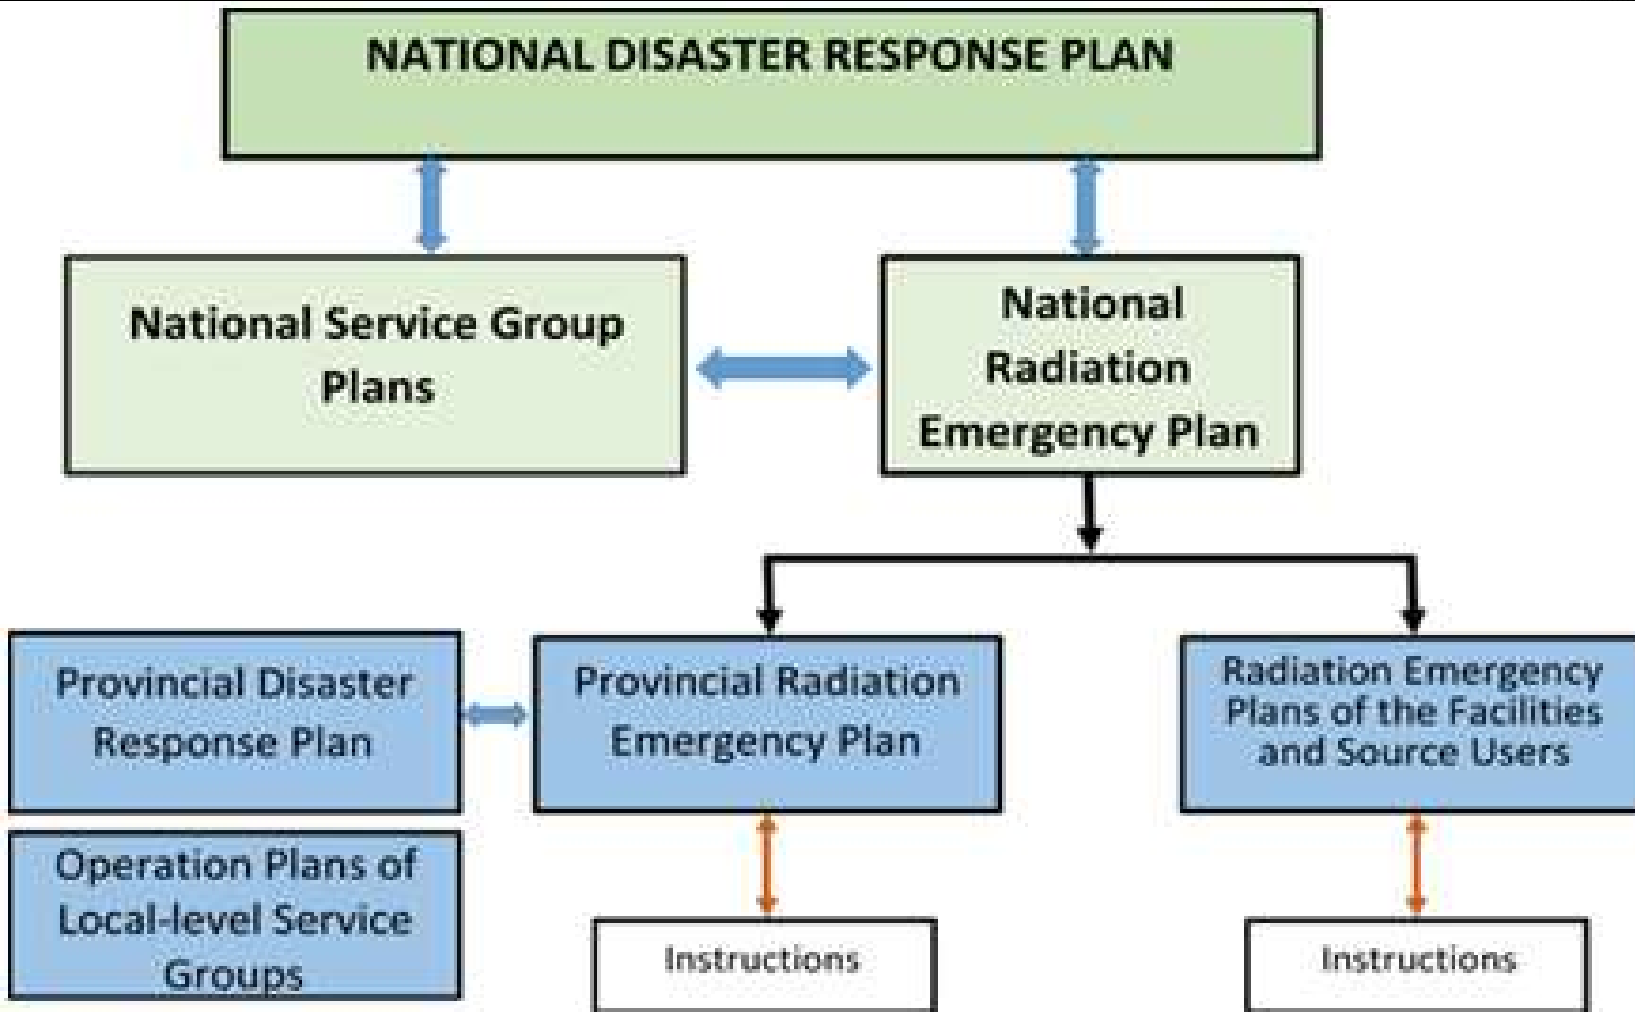 NATIONAL DISASTER RESPONSE PLAN
National Service Group
Plans
National
Radiation
Emergency Plan
Provincial Disaster
Response Plan
Provincial Radiation
Emergency Plan
Radiation Emergency
Plans of the Facilities
and Source Users
Operation Plans of
Local-level Service
Groups
Instructions
Instructions